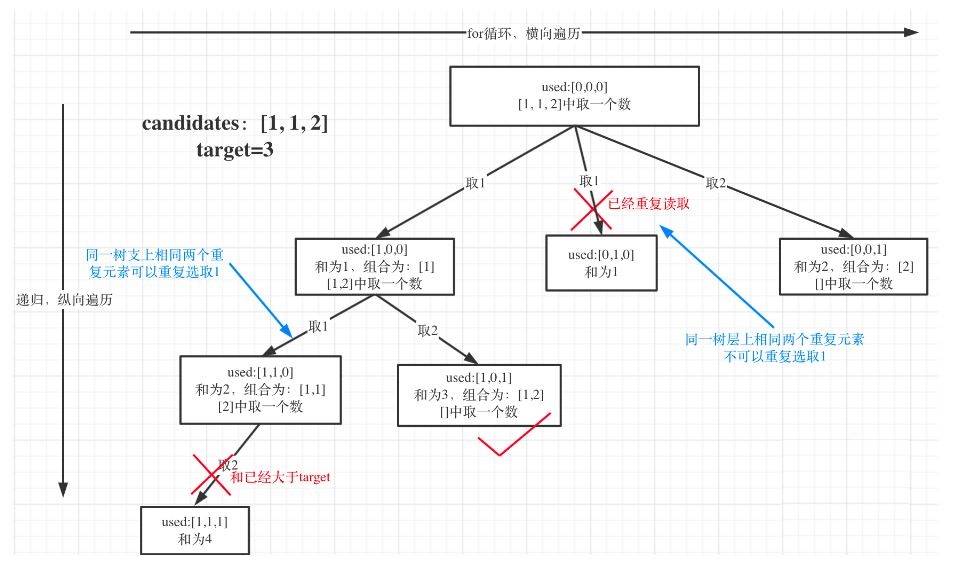 for循环，横向遍历
used:[0,0,0]
[1, 1, 2]中取一个数
candidates：[1, 1, 2]
target=3
取1
取1
取2
已经重复读取
used:[1,0,0]
和为1，组合为：[1]
[1,2]中取一个数
used:[0,1,0]
和为1
used:[0,0,1]
和为2，组合为：[2]
[]中取一个数
同一树支上相同两个重
复元素可以重复选取1
递归，纵向遍历
取1
取2
同一树层上相同两个重复元素
不可以重复选取1
used:[1,1,0]
和为2，组合为：[1,1]
[2]中取一个数
used:[1,0,1]
和为3，组合为：[1,2]
[]中取一个数
取2
和已经大于target
used:[1,1,1]
和为4